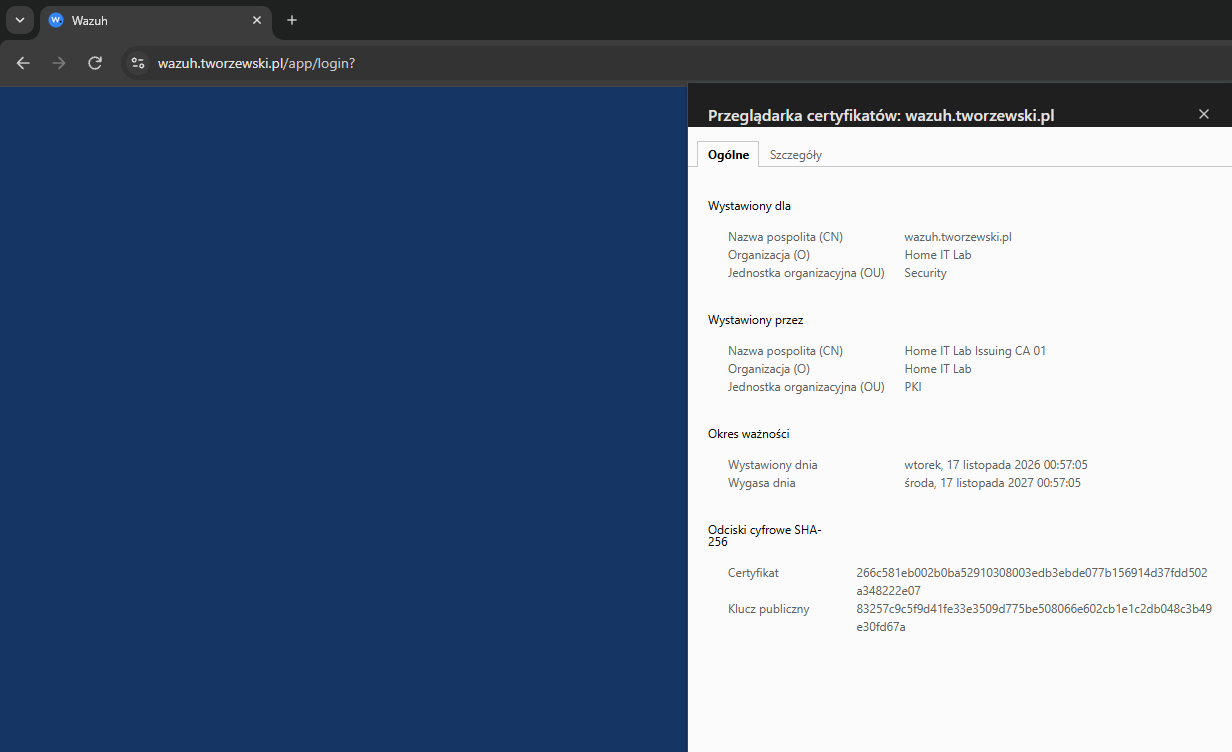 Wazuh
wazuh.tworzewski.pl/app/login?
Przeglądarka certyfikatów: wazuh.tworzewski.pl
Ogólne Szczegóły
Wystawiony dla
Nazwa pospolita (CN) wazuh.tworzewski.pl
Organizacja (O) Home IT Lab
Jednostka organizacyjna (OU) Security
Wystawiony przez
Nazwa pospolita (CN) Home IT Lab Issuing CA 01
Organizacja (O) Home IT Lab
Jednostka organizacyjna (OU) PKI
Okres ważności
Wystawiony dnia wtorek, 17 listopada 2026 00:57:05
Wygasa dnia środa, 17 listopada 2027 00:57:05
Odciski cyfrowe SHA-
256
Certyfikat 266c581eb002b0ba52910308003edb3ebde077b156914d37fdd502
a348222e07
Klucz publiczny 83257c9c5f9d41fe33e3509d775be508066e602cb1e1c2db048c3b49
e30fd67a